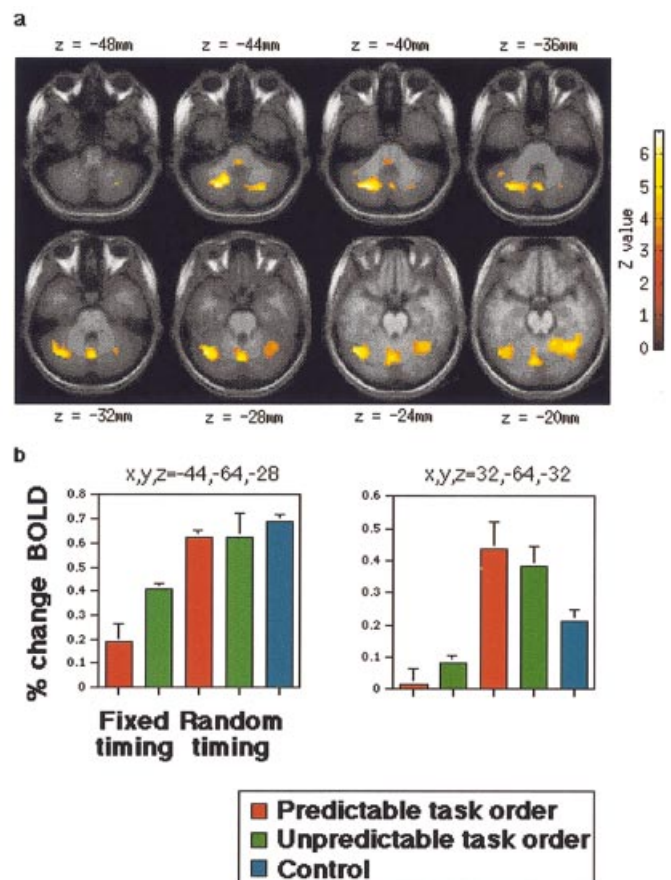 a
z = -48mm z = -44mm z = -40mm z = -36mm
6
5
4
3
2
1
0
Z value
z = -32mm z = -28mm z = -24mm z = -20mm
b
x,y,z=-44,-64,-28
x,y,z=32,-64,-32
% change BOLD
0.8
0.7
0.6
0.5
0.4
0.3
0.2
0.1
0
0.6
0.5
0.4
0.3
0.2
0.1
0
Fixed Random
timing timing
Predictable task order
Unpredictable task order
Control